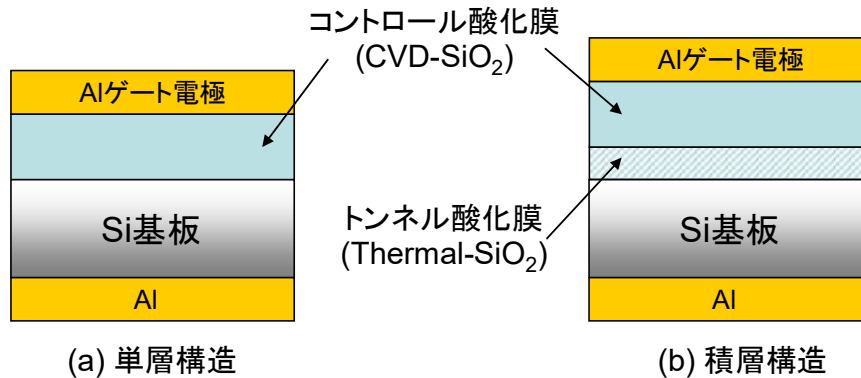 コントロール酸化膜
(CVD-SiO₂)
Alゲート電極
Si基板
Al
(a) 単層構造
トンネル酸化膜
(Thermal-SiO₂)
Alゲート電極
Si基板
Al
(b) 積層構造